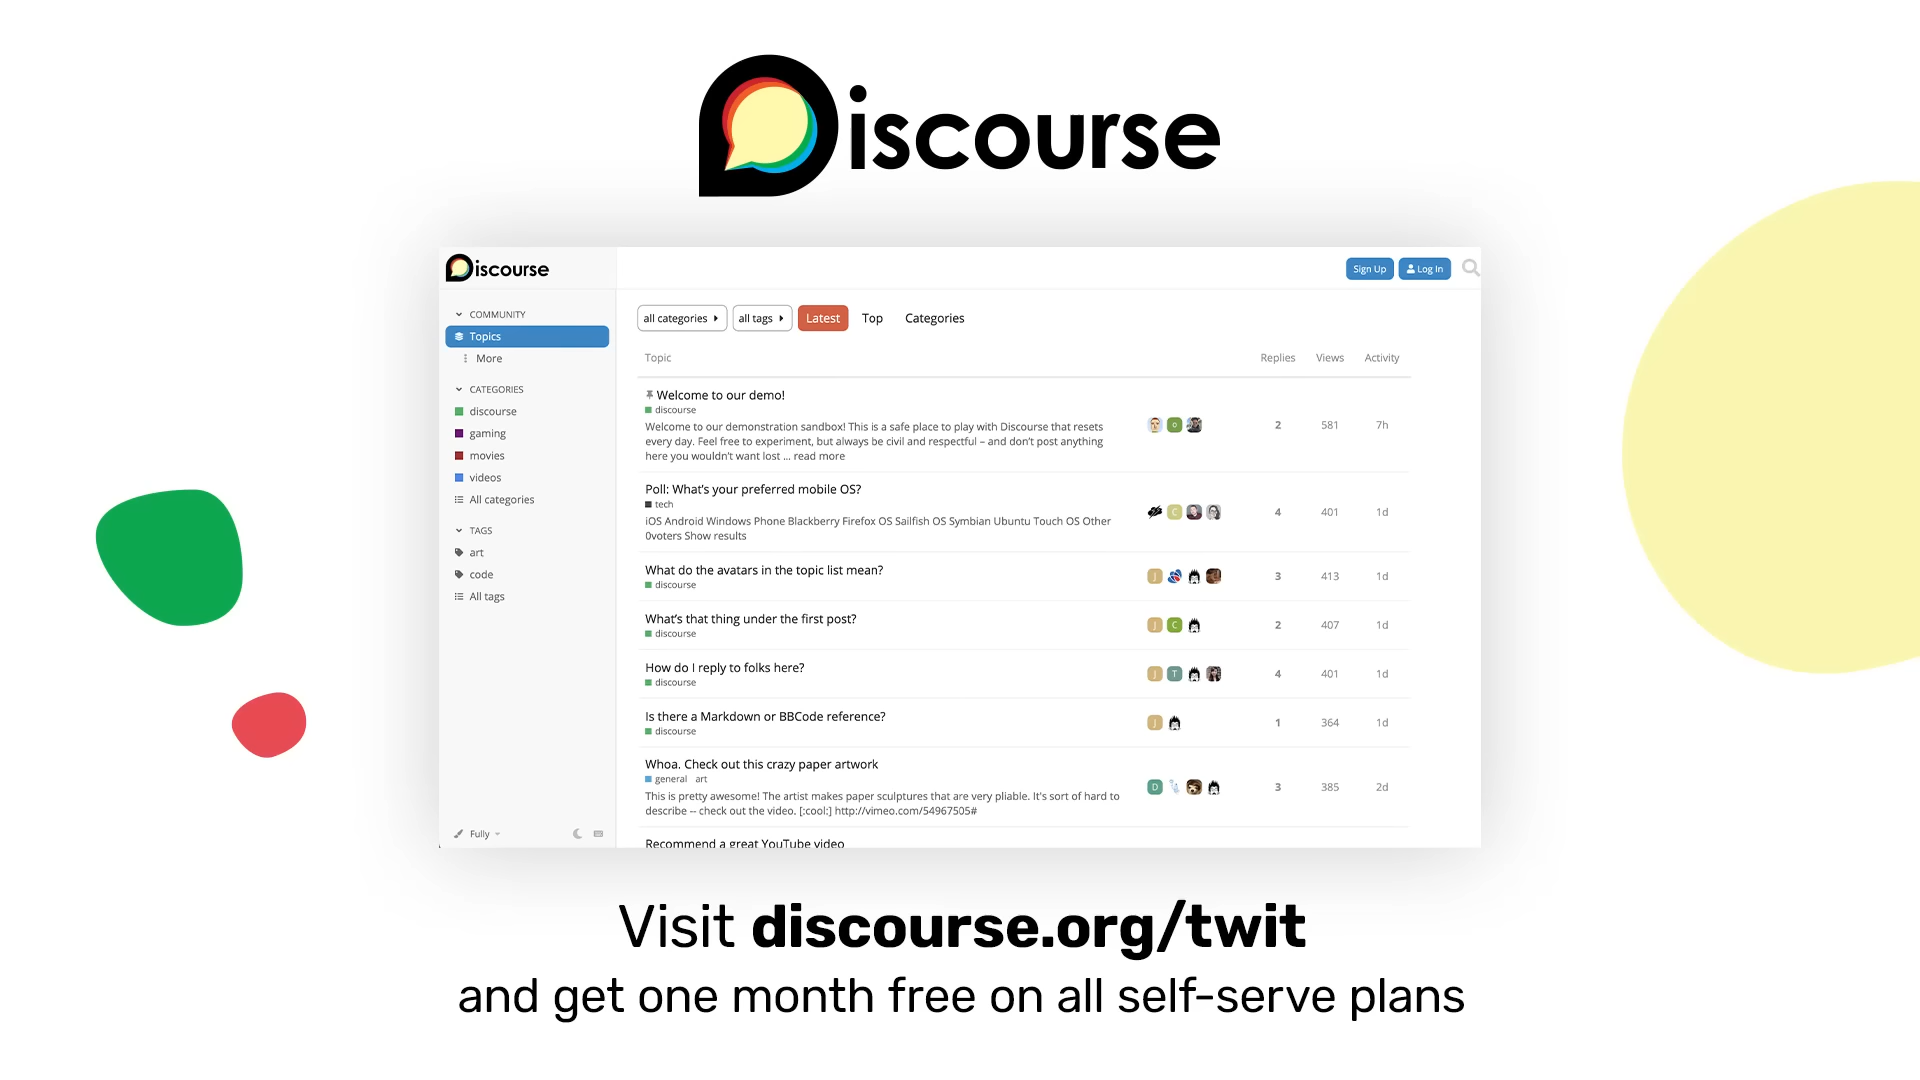 Discourse
Discourse
Sign Up
Log In
COMMUNITY
Topics
More
CATEGORIES
discourse
gaming
movies
videos
All categories
TAGS
art
code
All tags
Fully
all categories
all tags
Latest
Top
Categories
Topic Replies Views Activity
Welcome to our demo!
discourse
Welcome to our demonstration sandbox! This is a safe place to play with Discourse that resets
every day. Feel free to experiment, but always be civil and respectful – and don't post anything
here you wouldn't want lost ... read more
2 581 7h
Poll: What's your preferred mobile OS?
tech
iOS Android Windows Phone Blackberry Firefox OS Sailfish OS Symbian Ubuntu Touch OS Other
0voters Show results
C
4 401 1d
What do the avatars in the topic list mean?
discourse
J
3 413 1d
What's that thing under the first post?
discourse
J C
2 407 1d
How do I reply to folks here?
discourse
J T
4 401 1d
Is there a Markdown or BBCode reference?
discourse
J
1 364 1d
Whoa. Check out this crazy paper artwork
general art
This is pretty awesome! The artist makes paper sculptures that are very pliable. It's sort of hard to
describe -- check out the video. [:cool:] http://vimeo.com/54967505#
D
3 385 2d
Recommend a great YouTube video
Visit discourse.org/twit
and get one month free on all self-serve plans